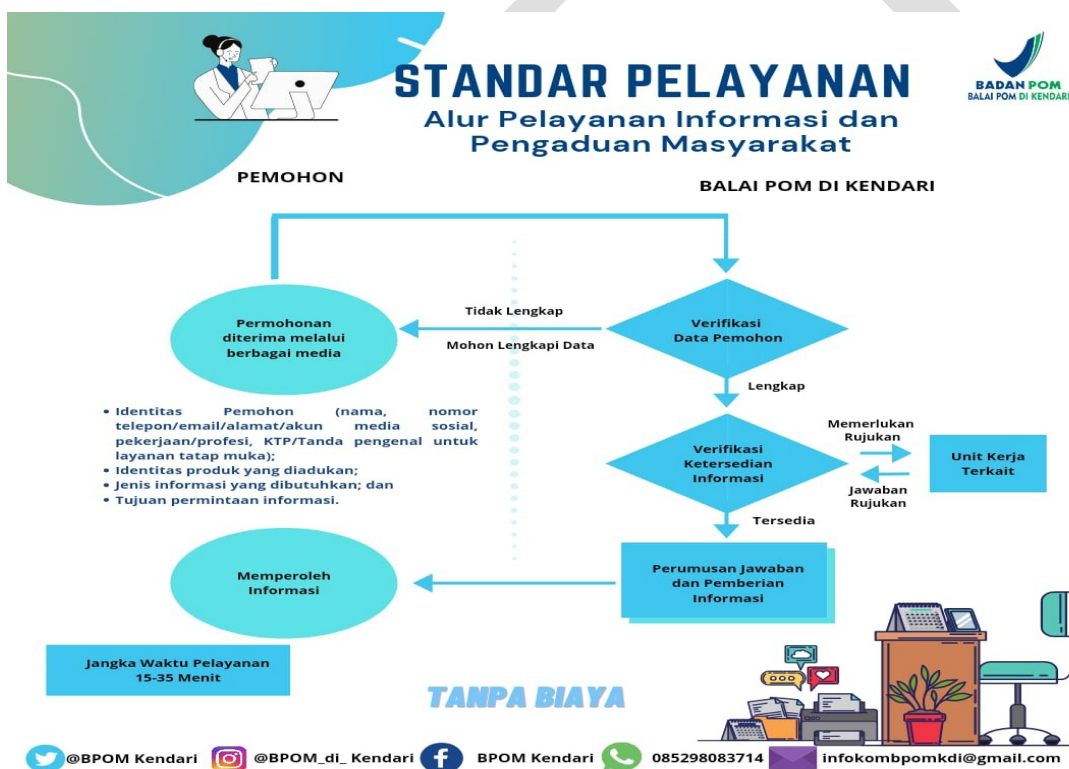 STANDAR PELAYANAN
Alur Pelayanan Informasi dan
Pengaduan Masyarakat
BADAN POM
BALAI POM DI KENDARI
PEMOHON
BALAI POM DI KENDARI
Permohonan
diterima melalui
berbagai media
Tidak Lengkap
Mohon Lengkapi Data
Verifikasi
Data Pemohon
Lengkap
• Identitas Pemohon (nama, nomor
telepon/email/alamat/akun media sosial,
pekerjaan/profesi, KTP/Tanda pengenal untuk
layanan tatap muka);
• Identitas produk yang diadukan;
• Jenis informasi yang dibutuhkan; dan
• Tujuan permintaan informasi.
Verifikasi
Ketersedian
Informasi
Memerlukan
Rujukan
Jawaban
Rujukan
Unit Kerja
Terkait
Tersedia
Perumusan Jawaban
dan Pemberian
Informasi
Memperoleh
Informasi
Jangka Waktu Pelayanan
15-35 Menit
TANPA BIAYA
@BPOM Kendari
@BPOM_di_ Kendari
BPOM Kendari
085298083714
infokombpomkdi@gmail.com